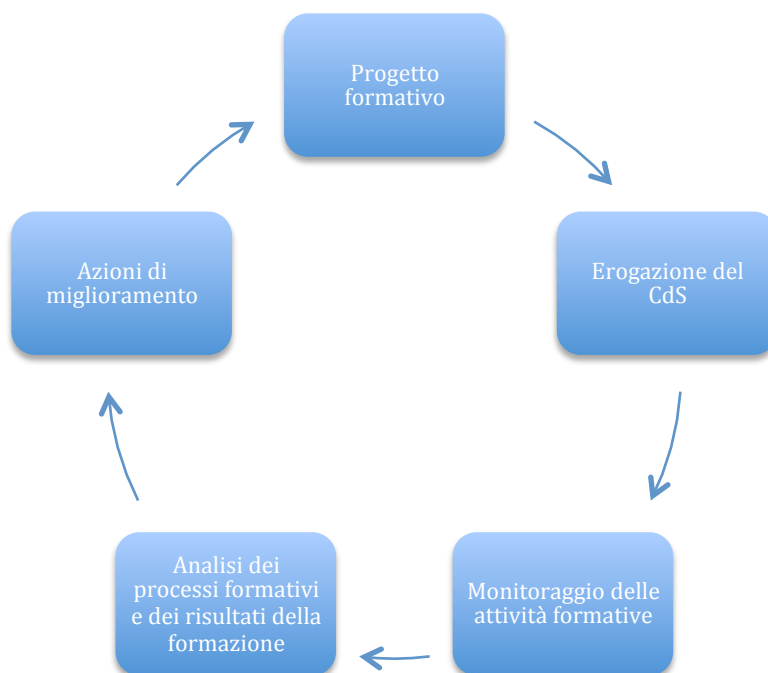 Progetto
formativo
Erogazione del
CdS
Monitoraggio delle
attività formative
Analisi dei
processi formativi
e dei risultati della
formazione
Azioni di
miglioramento